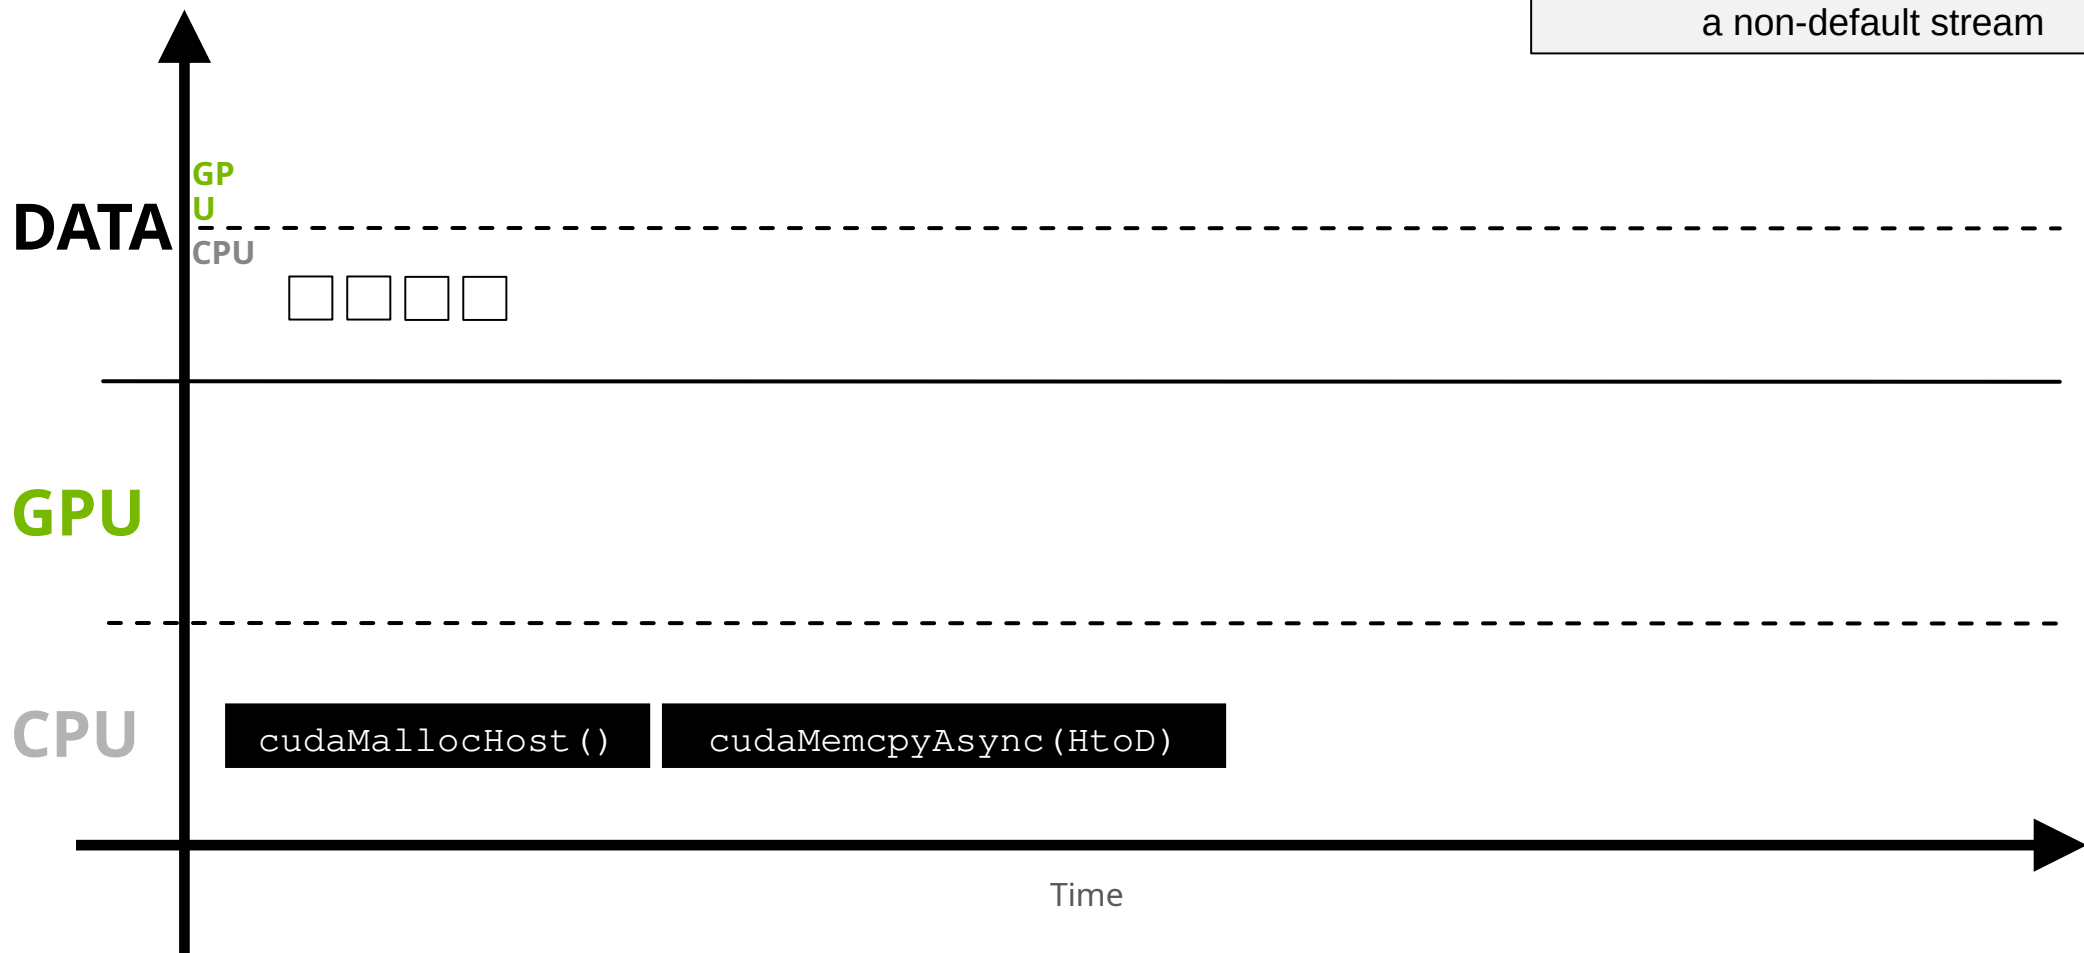 a non-default stream
GP
U
DATA
CPU
GPU
CPU
cudaMallocHost() cudaMemcpyAsync(HtoD)
Time